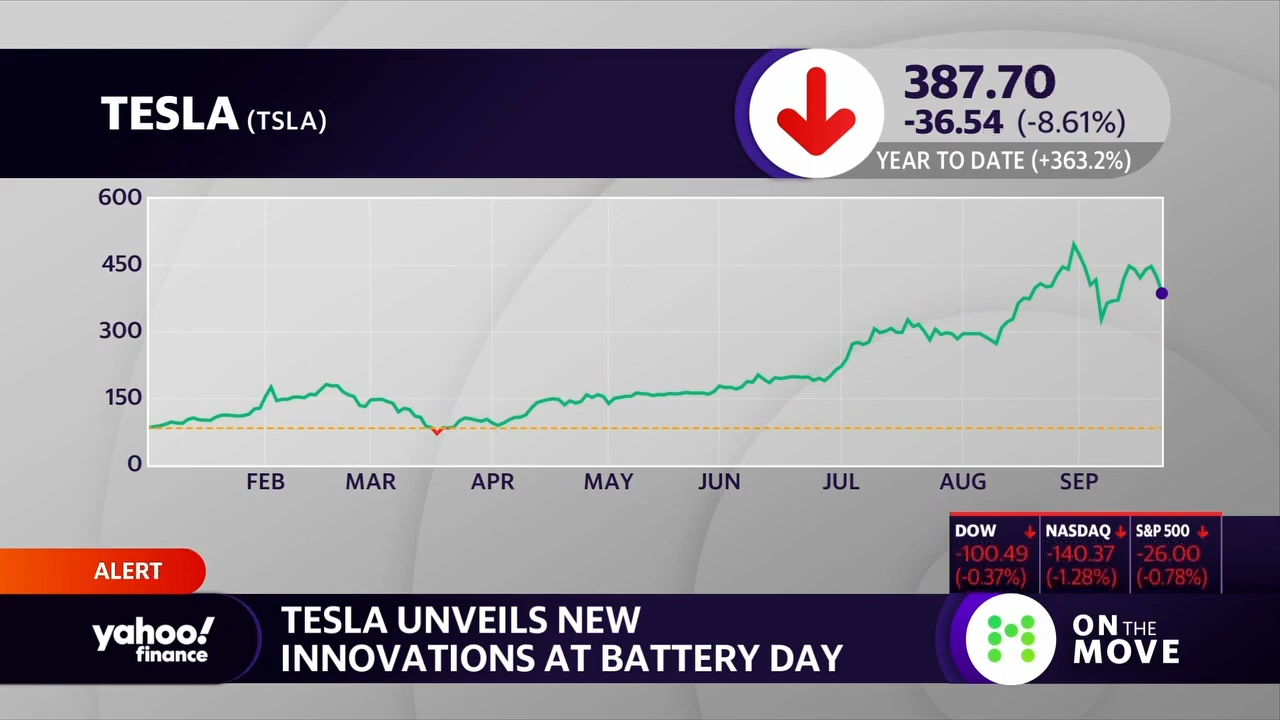 TESLA (TSLA)
387.70
-36.54 (-8.61%)
YEAR TO DATE (+363.2%)
600
450
300
150
0
FEB MAR APR MAY JUN JUL AUG SEP
DOW NASDAQ S&P 500
-100.49 -140.37 -26.00
(-0.37%) (-1.28%) (-0.78%)
ALERT
yahoo!
finance
TESLA UNVEILS NEW
INNOVATIONS AT BATTERY DAY
ON THE
MOVE